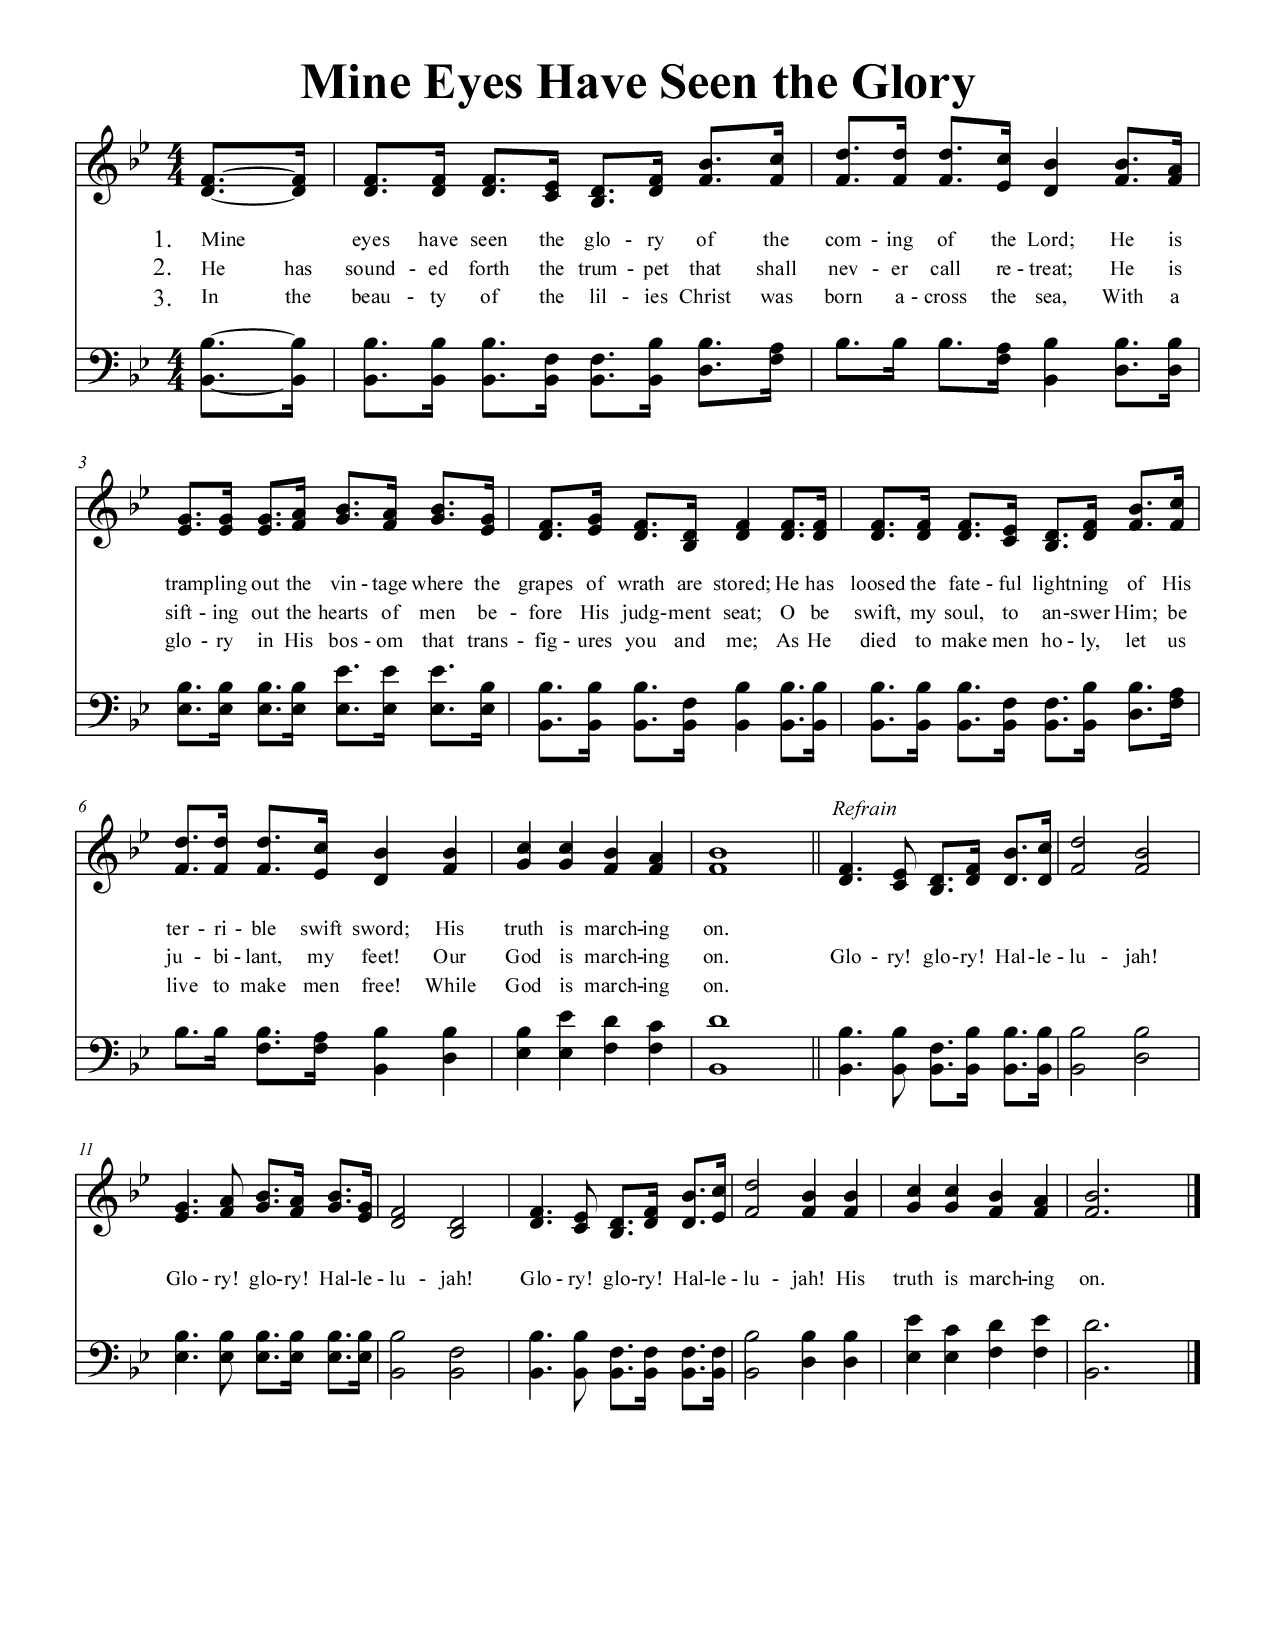 Mine Eyes Have Seen the Glory
1. Mine eyes have seen the glo - ry of the com - ing of the Lord; He is
2. He has sound - ed forth the trum - pet that shall nev - er call re - treat; He is
3. In the beau - ty of the lil - ies Christ was born a - cross the sea, With a
3
trampling out the vin - tage where the grapes of wrath are stored; He has loosed the fate - ful lightning of His
sift - ing out the hearts of men be - fore His judg - ment seat; O be swift, my soul, to an - swer Him; be
glo - ry in His bos - om that trans - fig - ures you and me; As He died to make men ho - ly, let us
6
Refrain
ter - ri - ble swift sword; His truth is march - ing on.
ju - bi - lant, my feet! Our God is march - ing on. Glo - ry! glo - ry! Hal - le - lu - jah!
live to make men free! While God is march - ing on.
11
Glo - ry! glo - ry! Hal - le - lu - jah! Glo - ry! glo - ry! Hal - le - lu - jah! His truth is march - ing on.